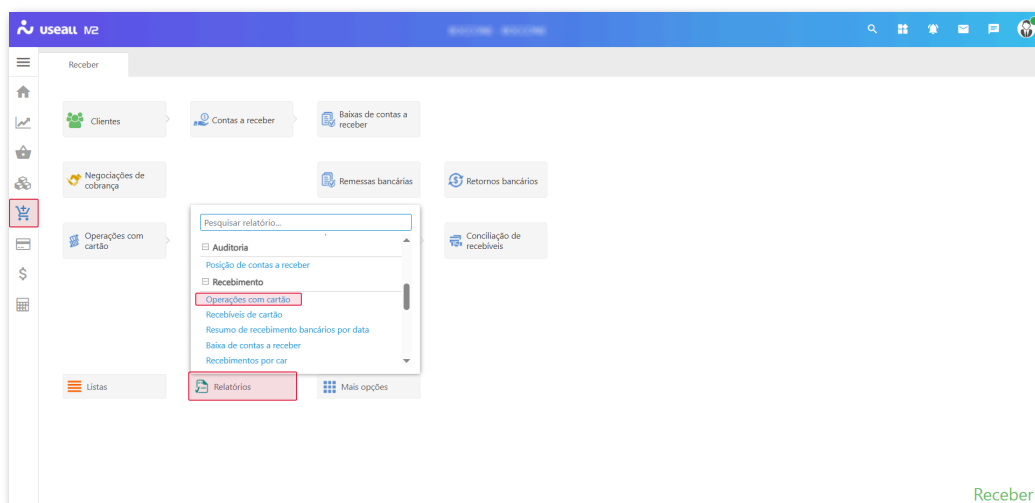 useall M2
Receber
Clientes
Contas a receber
Baixas de contas a
receber
Negociações de
cobrança
Remessas bancárias
Retornos bancários
Operações com
cartão
Conciliação de
recebíveis
Pesquisar relatório...
Auditoria
Posição de contas a receber
Recebimento
Operações com cartão
Recebíveis de cartão
Resumo de recebimento bancários por data
Baixa de contas a receber
Recebimentos por car
Listas
Relatórios
Mais opções
Receber